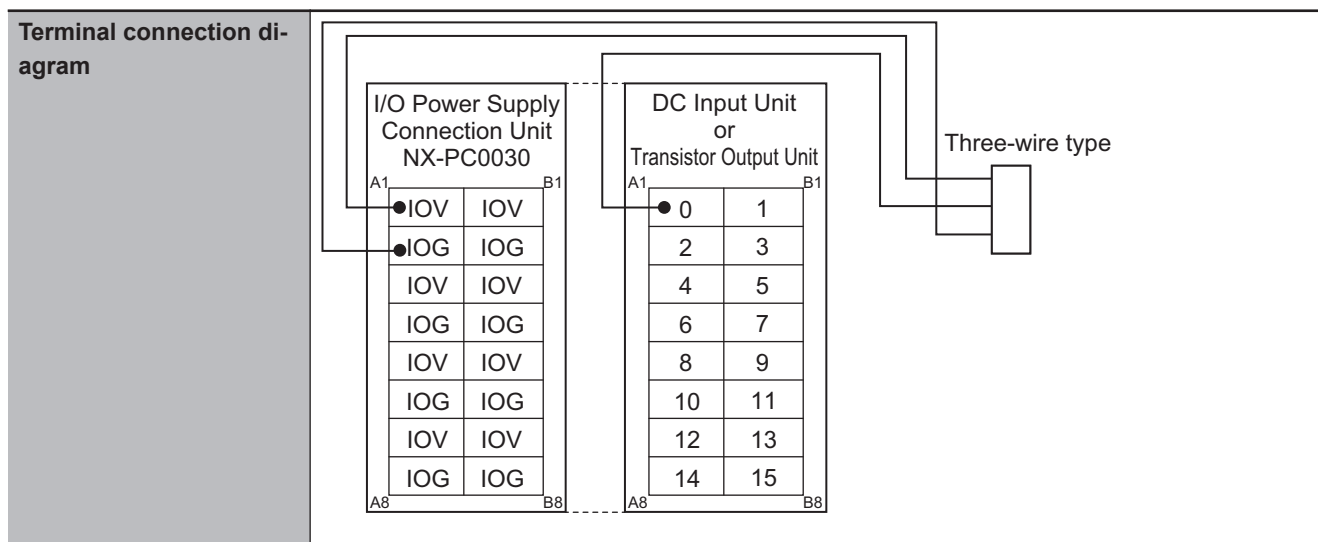 Terminal connection di-
agram
I/O Power Supply
Connection Unit
NX-PC0030
A1
B1
IOV IOV
IOG IOG
IOV IOV
IOG IOG
IOV IOV
IOG IOG
IOV IOV
IOG IOG
A8
B8
DC Input Unit
or
Transistor Output Unit
A1
B1
0 1
2 3
4 5
6 7
8 9
10 11
12 13
14 15
A8
B8
Three-wire type